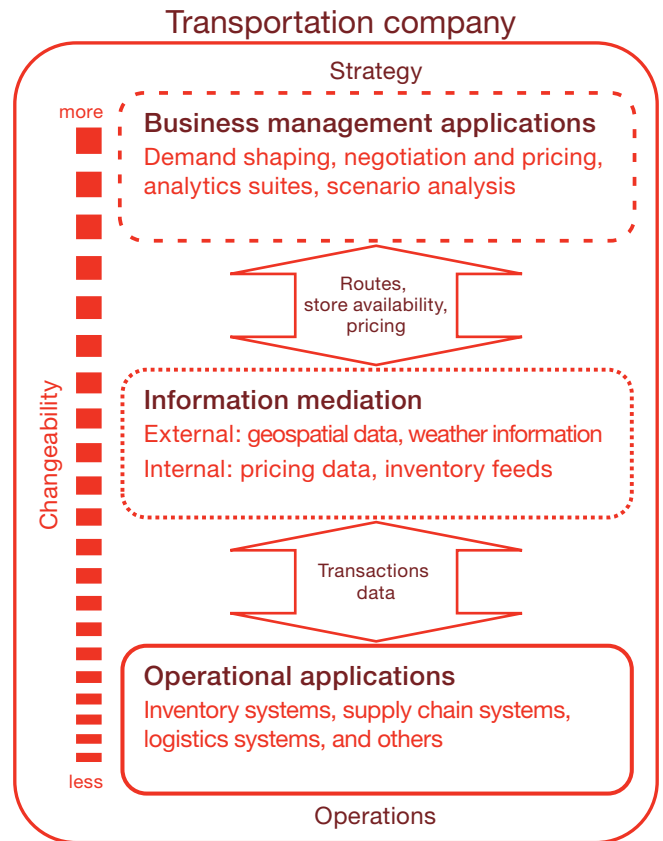 Transportation company
Strategy
more
Business management applications
Demand shaping, negotiation and pricing,
analytics suites, scenario analysis
Routes,
store availability,
pricing
Changeability
Information mediation
External: geospatial data, weather information
Internal: pricing data, inventory feeds
Transactions
data
Operational applications
Inventory systems, supply chain systems,
logistics systems, and others
less
Operations